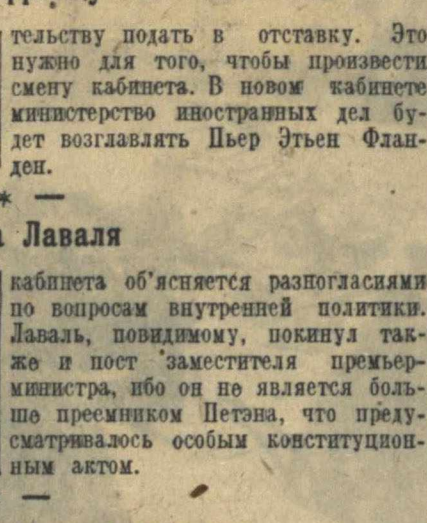 тельству подать в отставку. Это
нужно для того, чтобы произвести
смену кабинета. В новом кабинете
министерство иностранных дел бу-
дет возглавлять Пьер Этьен Флан-
ден.
Лаваля
кабинета об'ясняется разногласиями
по вопросам внутренней политики.
Лаваль, повидимому, покинул так-
же и пост заместителя премьер-
министра, ибо он не является боль-
ше преемником Петэна, что преду-
сматривалось особым конституцион-
ным актом.